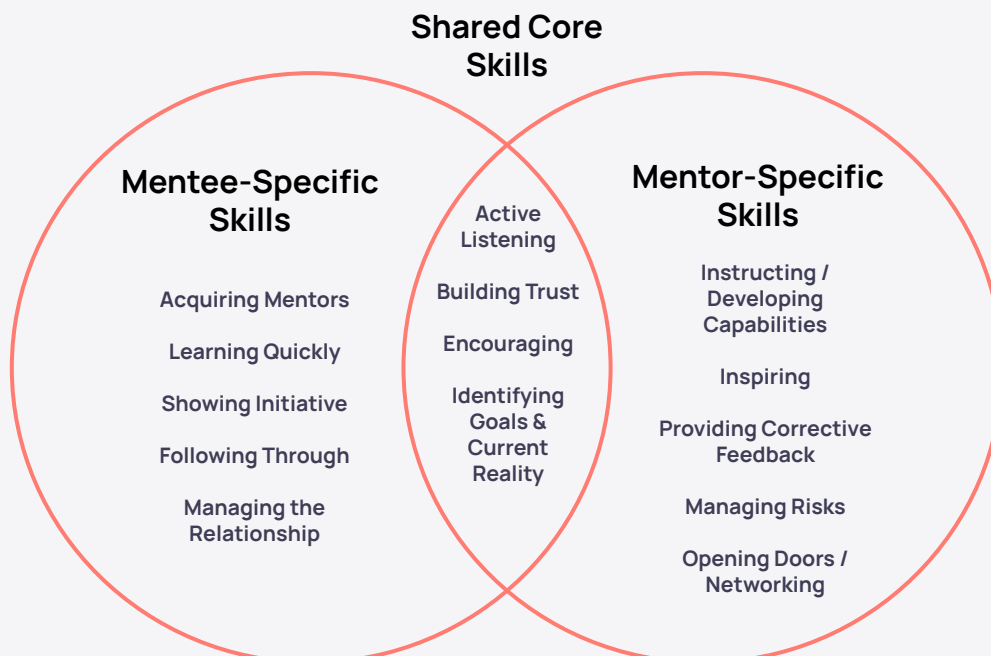 Shared Core
Skills
Mentee-Specific
Skills
Acquiring Mentors
Learning Quickly
Showing Initiative
Following Through
Managing the
Relationship
Active
Listening
Building Trust
Encouraging
Identifying
Goals &
Current
Reality
Mentor-Specific
Skills
Instructing /
Developing
Capabilities
Inspiring
Providing Corrective
Feedback
Managing Risks
Opening Doors /
Networking